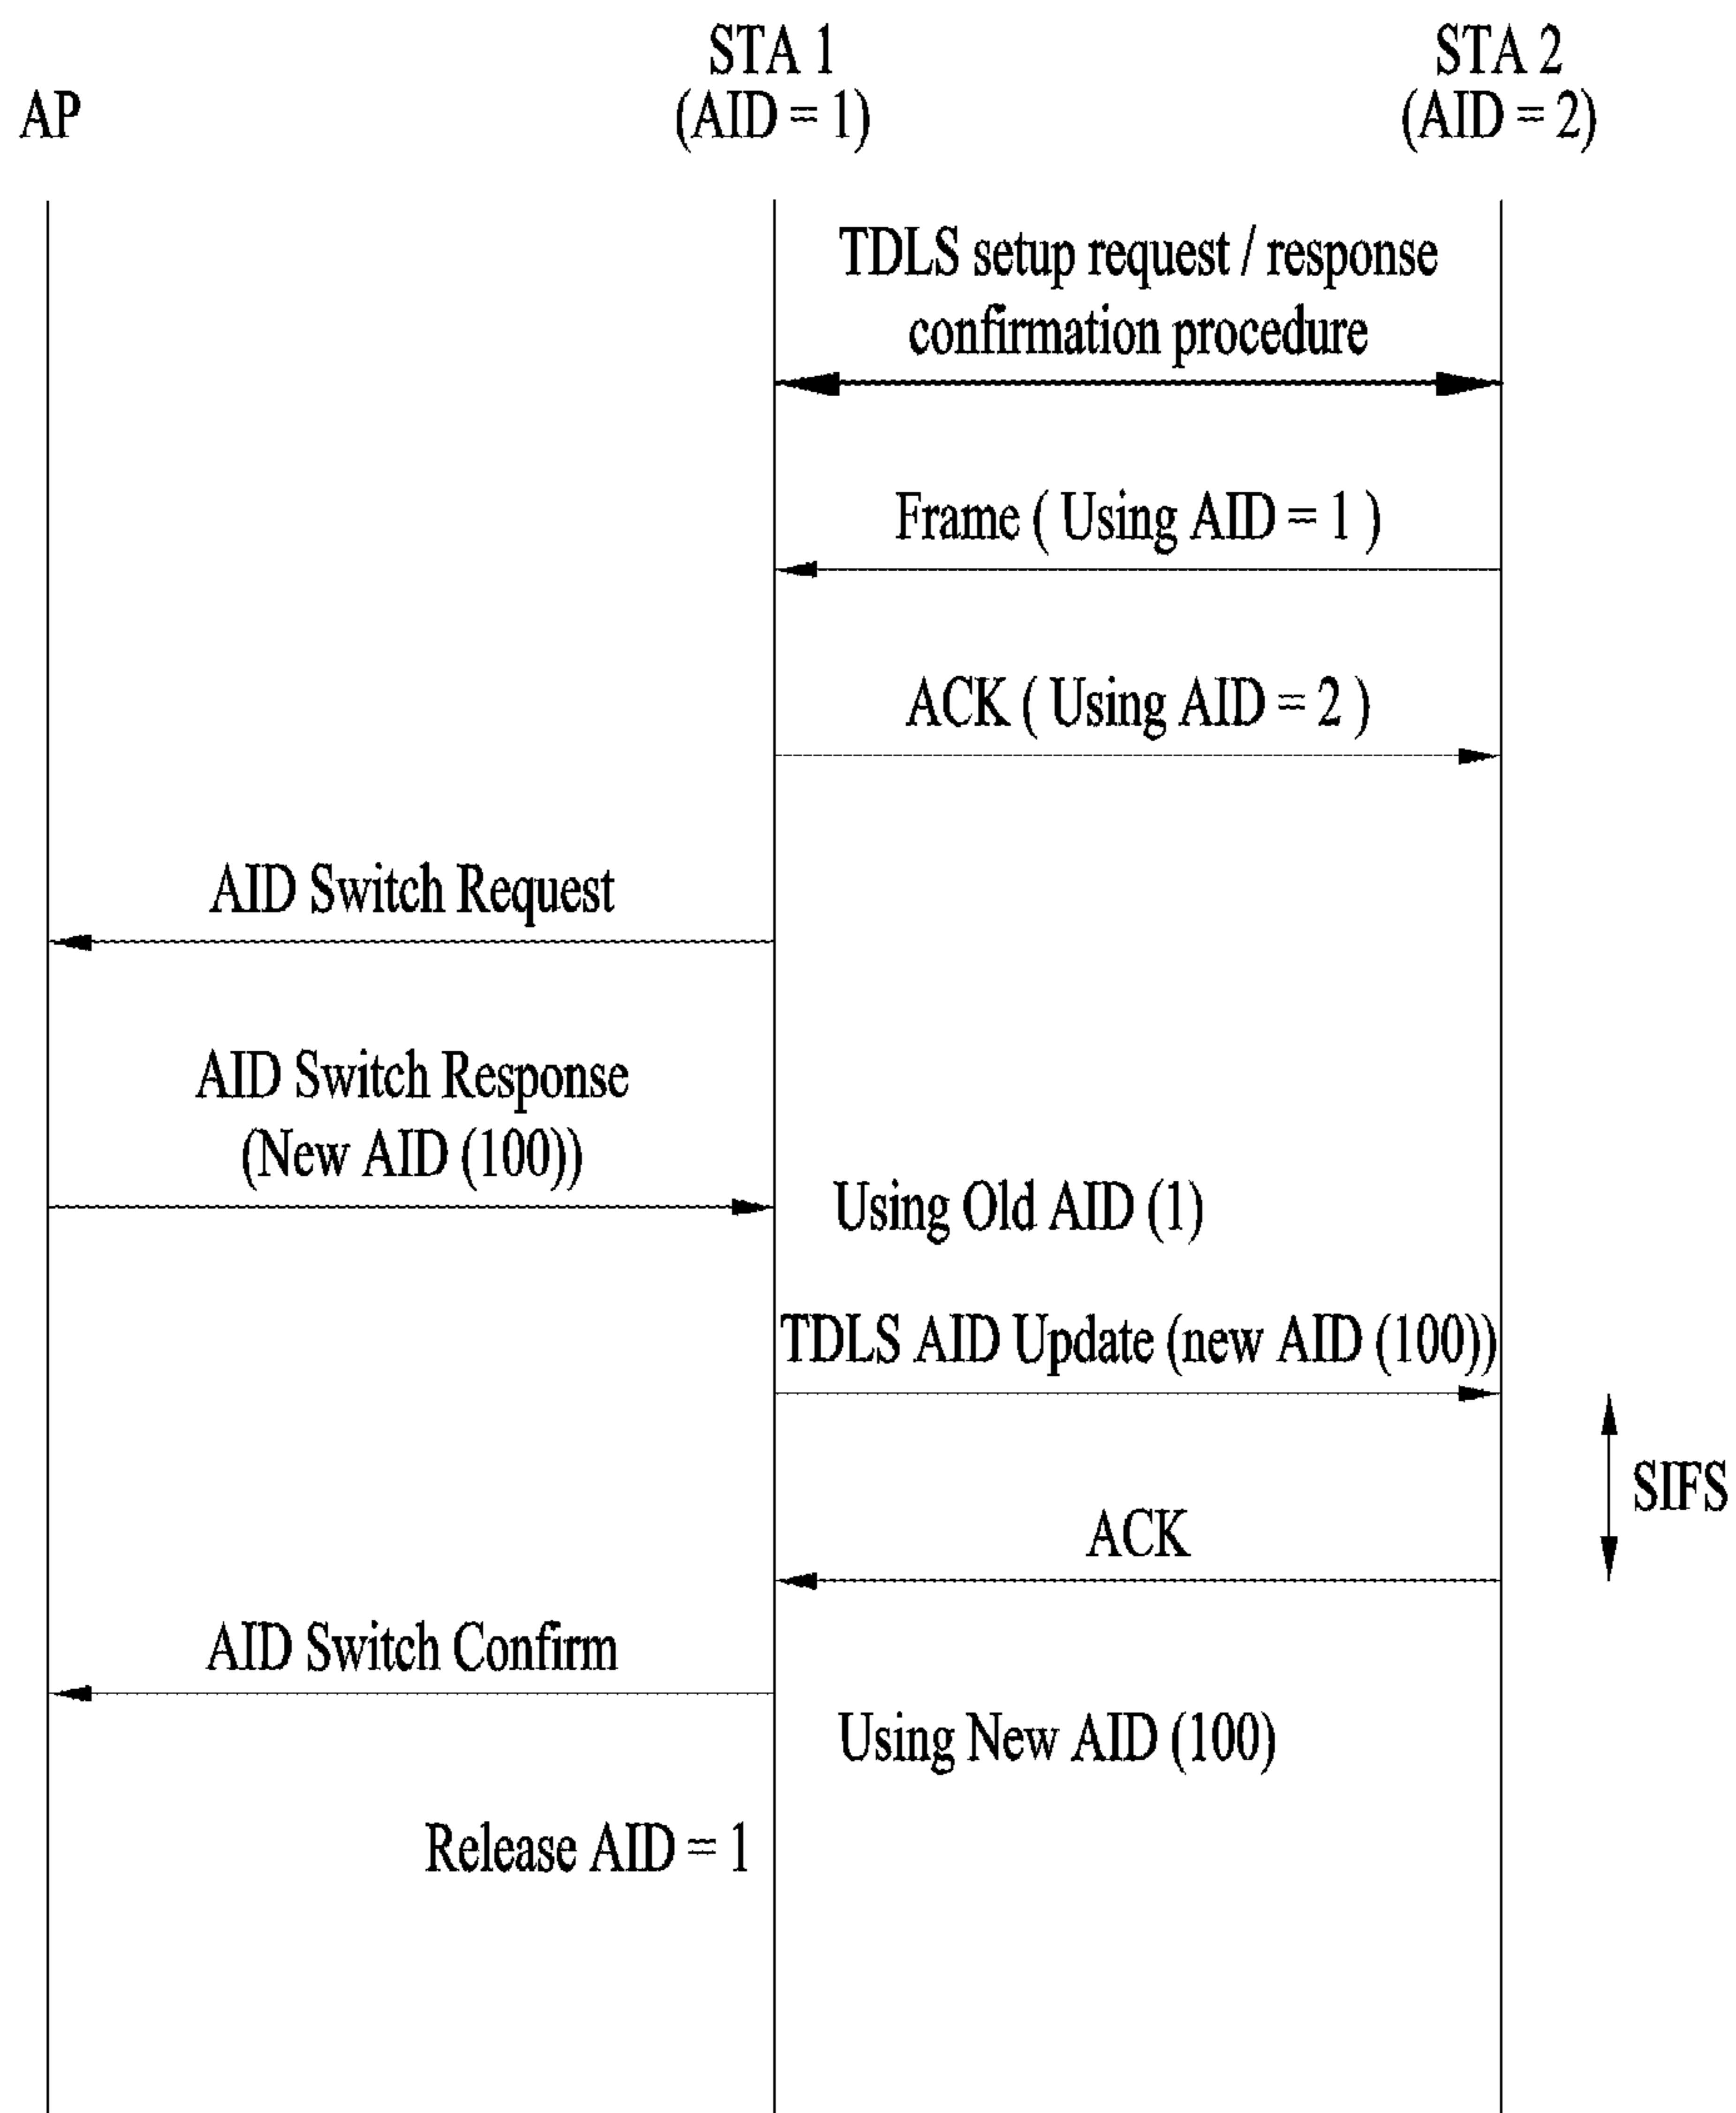 STA 1
(AID = 1)
STA 2
(AID = 2)
AP
TDLS setup request / response
confirmation procedure
Frame ( Using AID = 1 )
ACK ( Using AID = 2 )
AID Switch Request
AID Switch Response
(New AID (100))
Using Old AID (1)
TDLS AID Update (new AID (100))
SIFS
ACK
AID Switch Confirm
Using New AID (100)
Release AID = 1